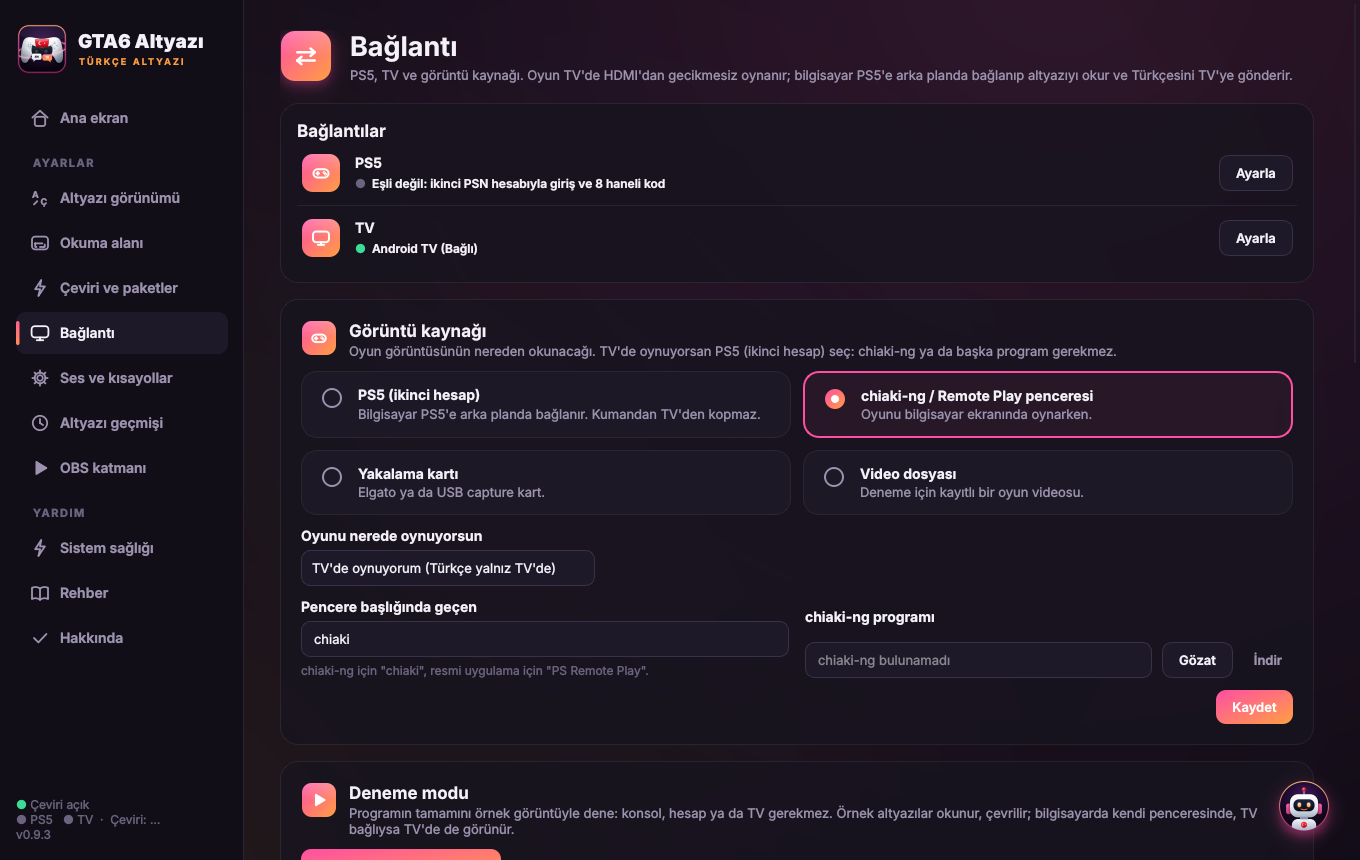 GTA6 Altyazı
TÜRKÇE ALTYAZI
Ana ekran
AYARLAR
Altyazı görünümü
Okuma alanı
Çeviri ve paketler
Bağlantı
Ses ve kısayollar
Altyazı geçmişi
OBS katmanı
YARDIM
Sistem sağlığı
Rehber
Hakkında
Çeviri açık
PS5 TV · Çeviri: ...
v0.9.3
Bağlantı
PS5, TV ve görüntü kaynağı. Oyun TV'de HDMI'dan gecikmesiz oynanır; bilgisayar PS5'e arka planda bağlanıp altyazıyı okur ve Türkçesini TV'ye gönderir.
Bağlantılar
PS5
Eşli değil: ikinci PSN hesabıyla giriş ve 8 haneli kod
Ayarla
TV
Android TV (Bağlı)
Ayarla
Görüntü kaynağı
Oyun görüntüsünün nereden okunacağı. TV'de oynuyorsan PS5 (ikinci hesap) seç: chiaki-ng ya da başka program gerekmez.
PS5 (ikinci hesap)
Bilgisayar PS5'e arka planda bağlanır. Kumandan TV'den kopmaz.
chiaki-ng / Remote Play penceresi
Oyunu bilgisayar ekranında oynarken.
Yakalama kartı
Elgato ya da USB capture kart.
Video dosyası
Deneme için kayıtlı bir oyun videosu.
Oyunu nerede oynuyorsun
TV'de oynuyorum (Türkçe yalnız TV'de)
Pencere başlığında geçen
chiaki
chiaki-ng için "chiaki", resmi uygulama için "PS Remote Play".
chiaki-ng programı
chiaki-ng bulunamadı
Gözat
İndir
Kaydet
Deneme modu
Programın tamamını örnek görüntüyle dene: konsol, hesap ya da TV gerekmez. Örnek altyazılar okunur, çevrilir; bilgisayarda kendi penceresinde, TV
bağlıysa TV'de de görünür.